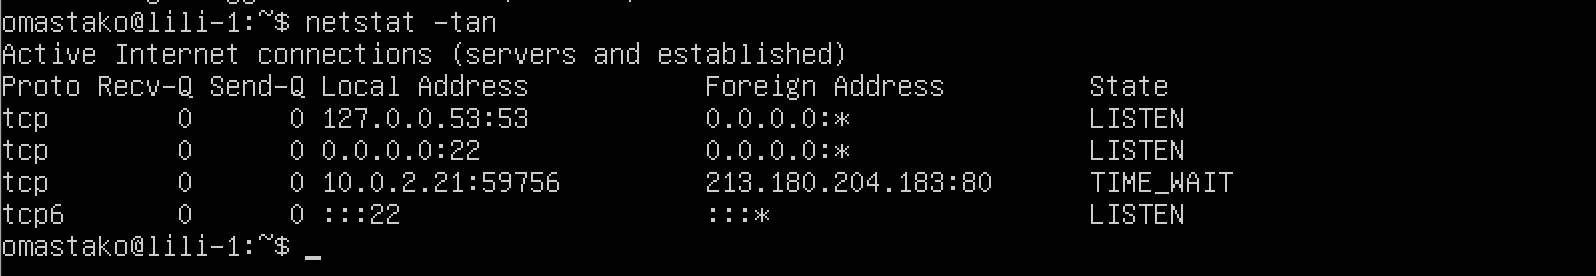 omastako@lili-1:~$ netstat -tan
Active Internet connections (servers and established)
Proto Recv-Q Send-Q Local Address           Foreign Address         State
tcp        0      0 127.0.0.53:53           0.0.0.0:*               LISTEN
tcp        0      0 0.0.0.0:22              0.0.0.0:*               LISTEN
tcp        0      0 10.0.2.21:59756         213.180.204.183:80      TIME_WAIT
tcp6       0      0 :::22                   :::*                    LISTEN
omastako@lili-1:~$ _